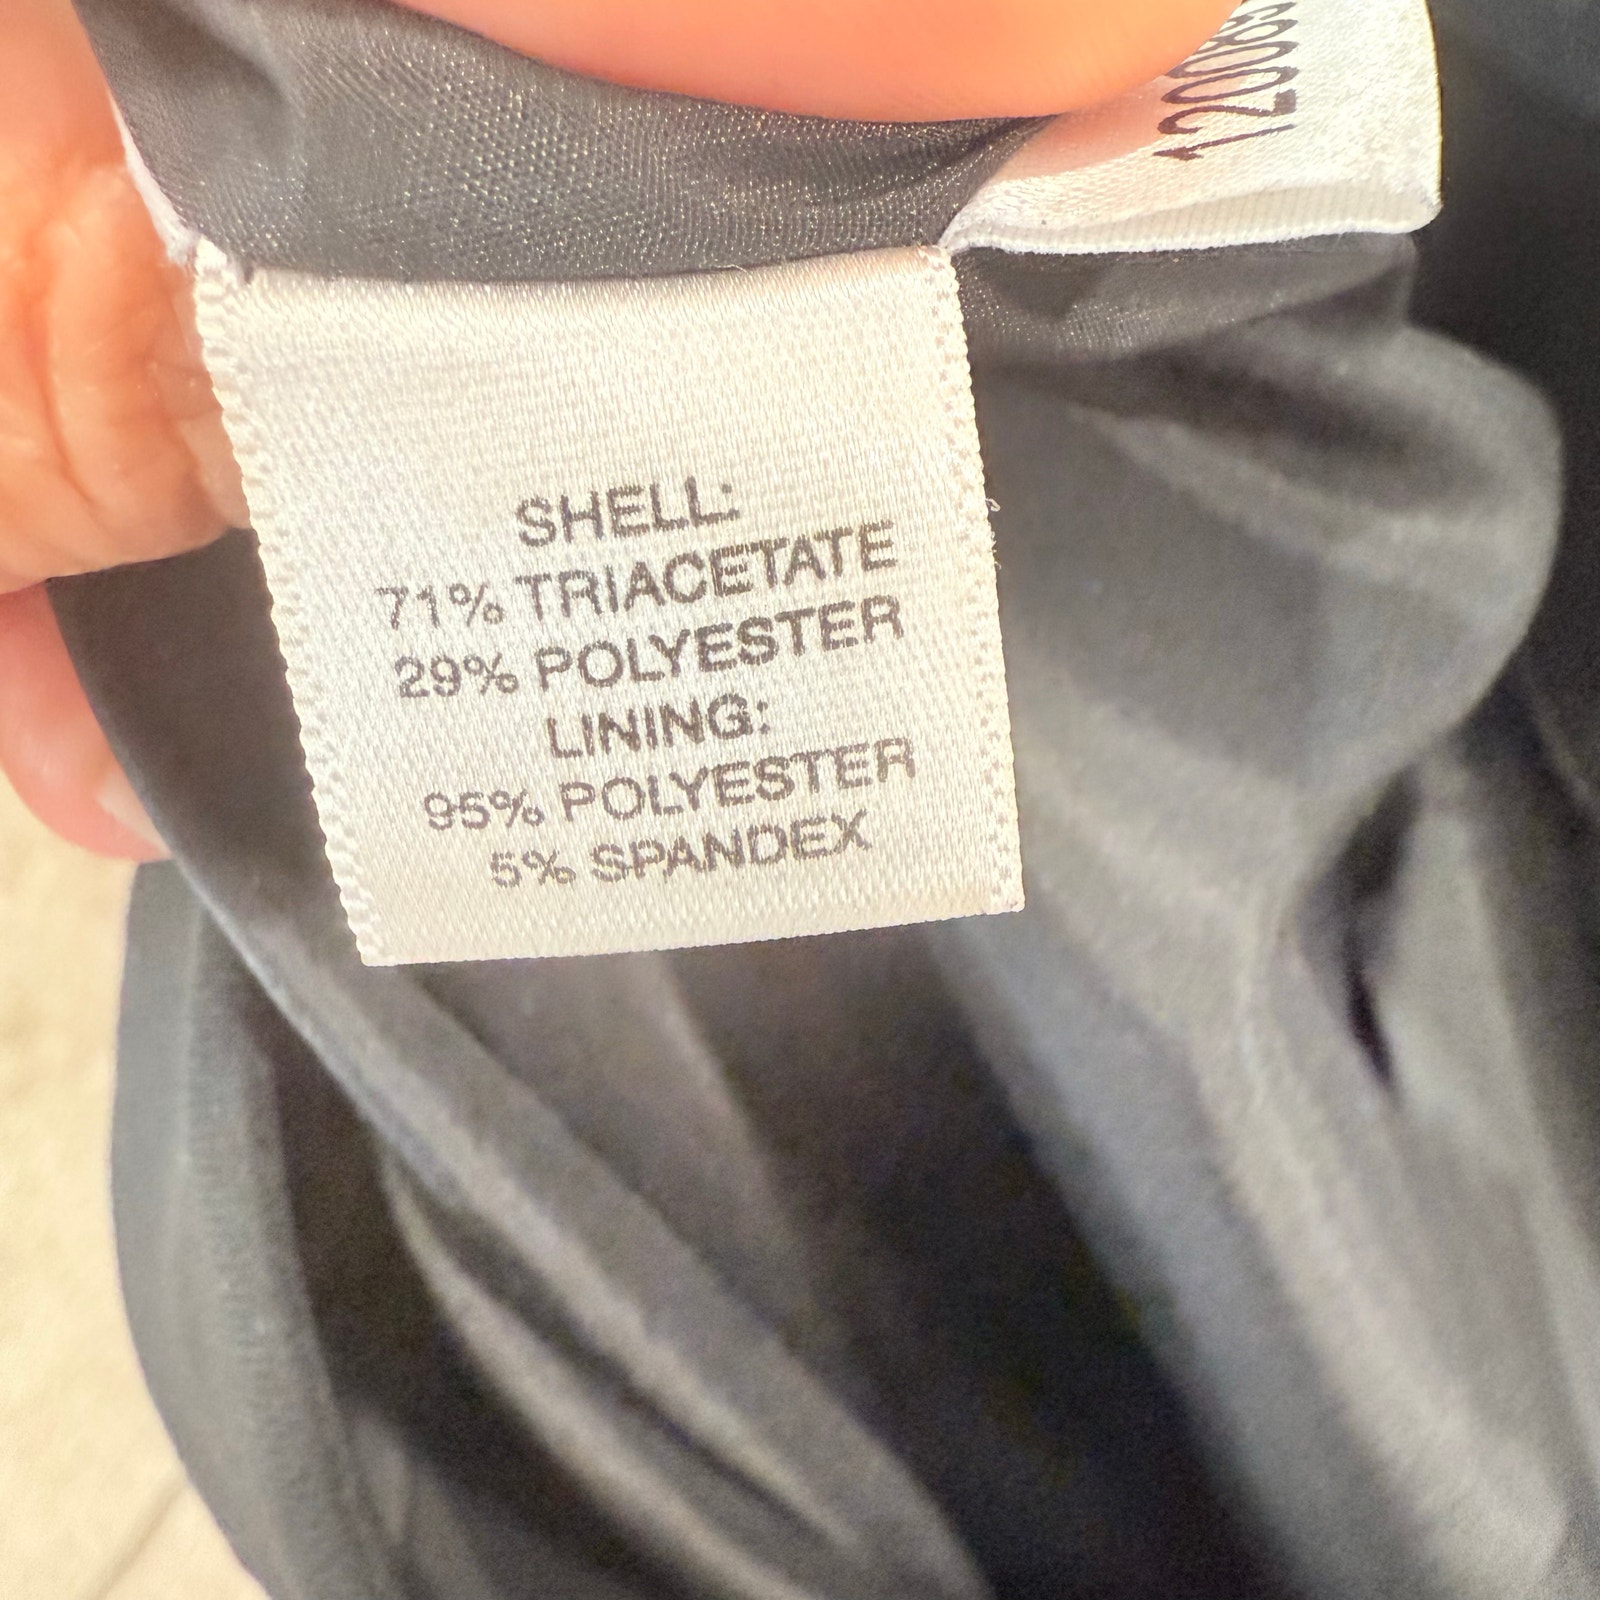 SHELL:
71% TRIACETATE
29% POLYESTER
LINING:
95% POLYESTER
5% SPANDEX